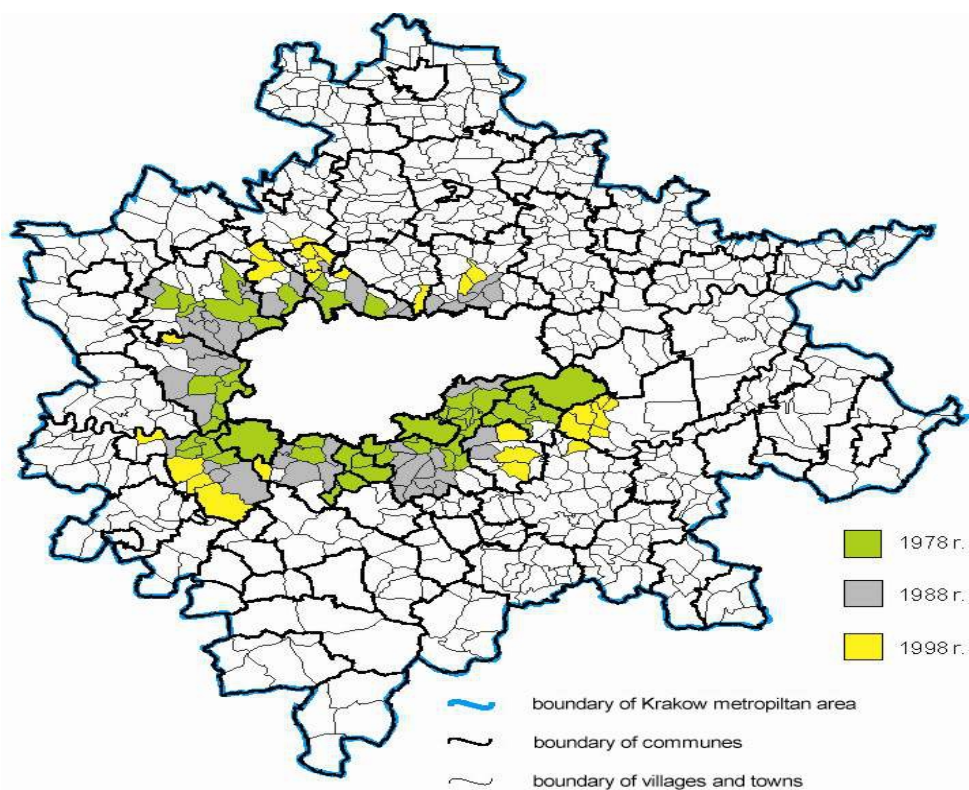 1978 r.
1988 r.
1998 r.
boundary of Krakow metropiltan area
boundary of communes
boundary of villages and towns